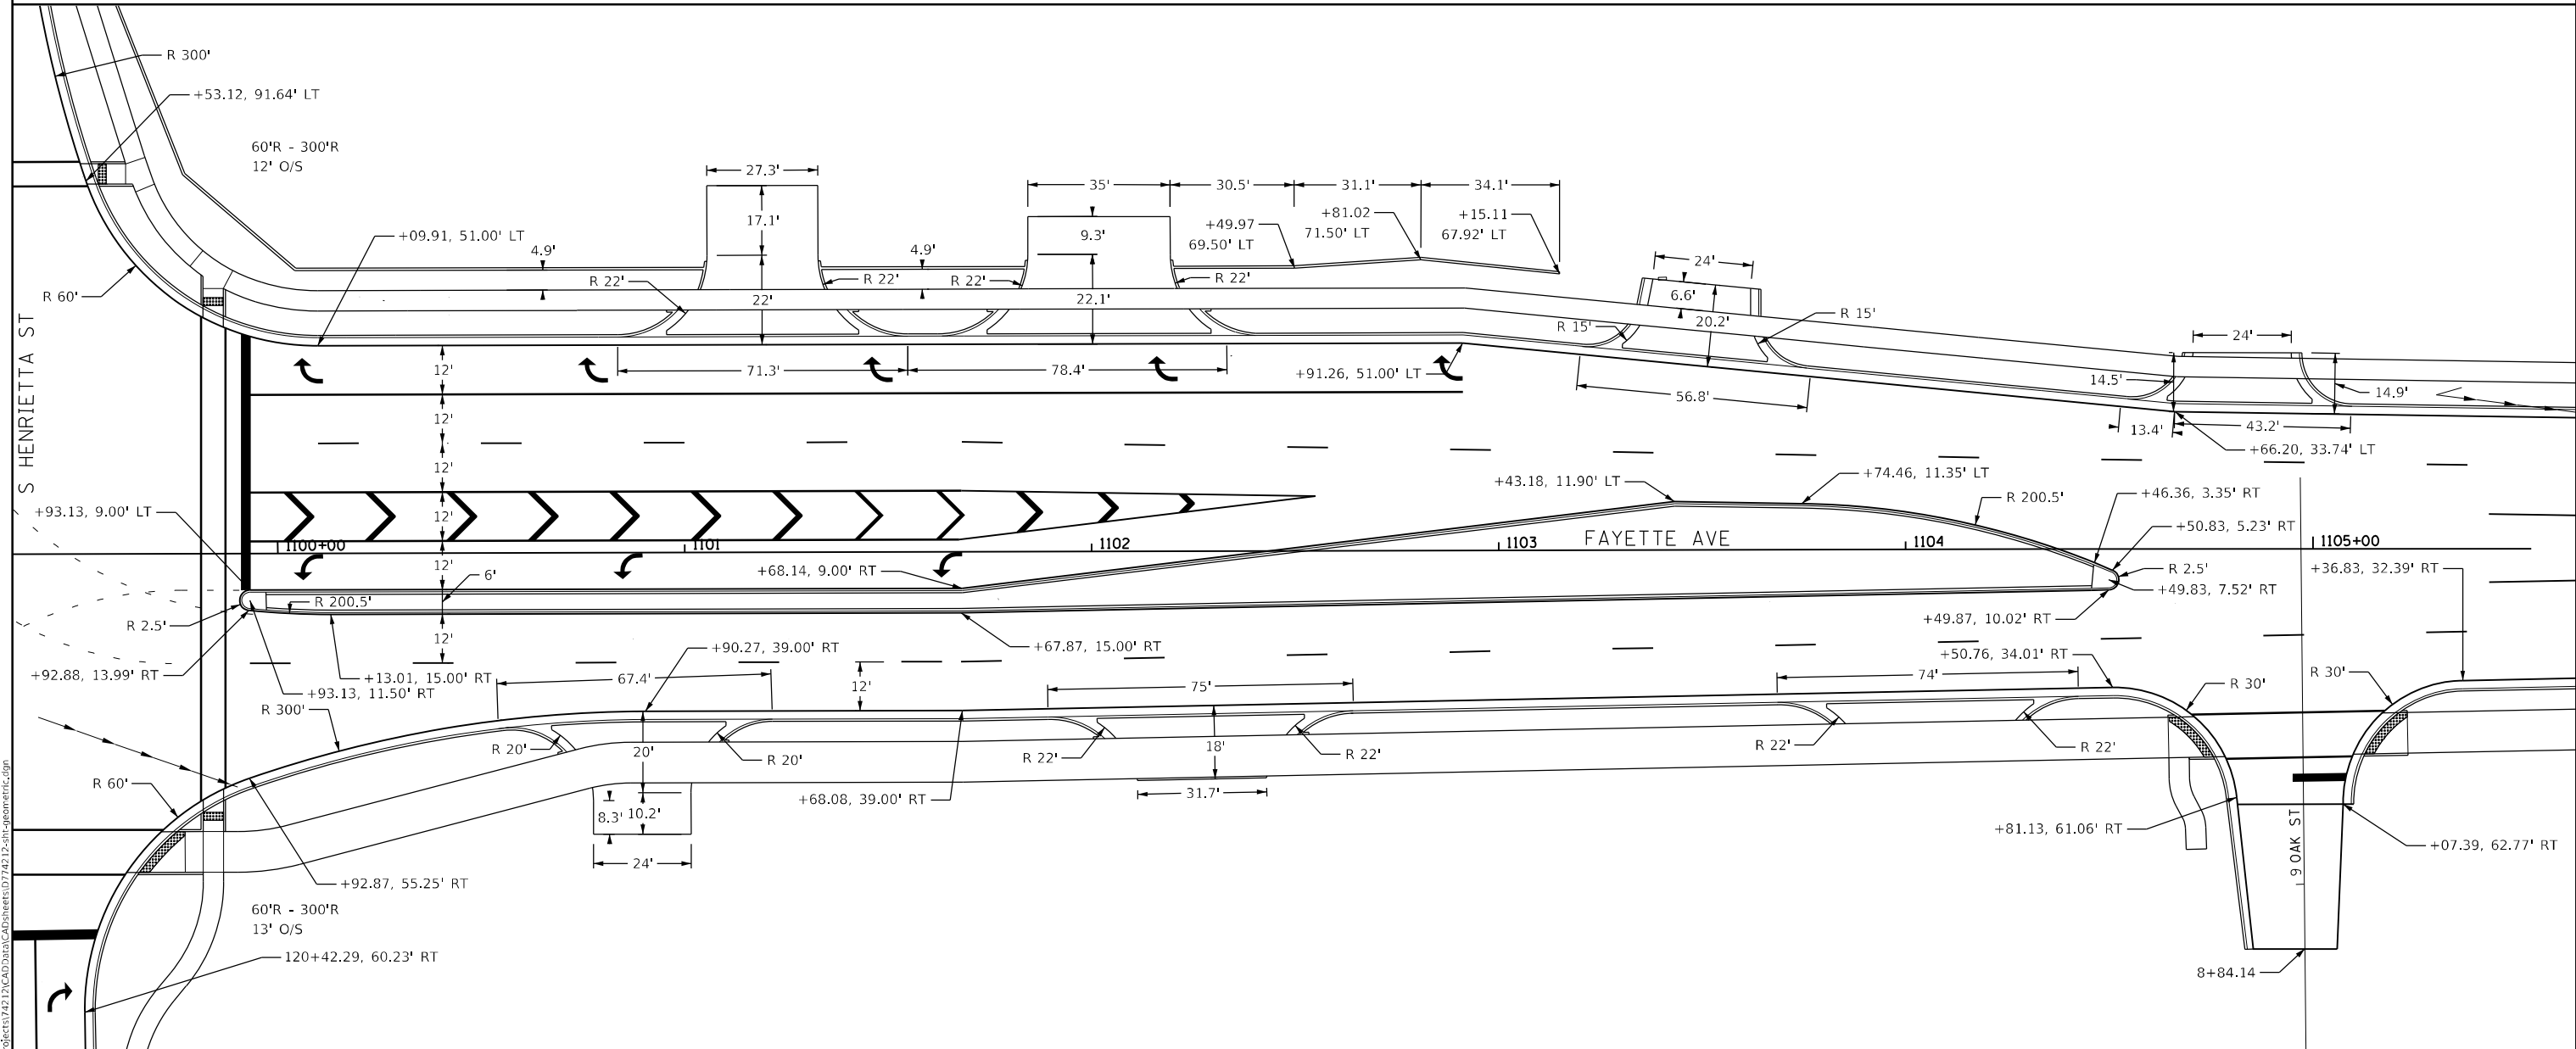 R 300'
+53.12, 91.64' LT
60'R - 300'R
12' O/S
27.3'
35'
30.5'
31.1'
34.1'
17.1'
+49.97
69.50' LT
+81.02
71.50' LT
+15.11
67.92' LT
+09.91, 51.00' LT
4.9'
4.9'
9.3'
24'
R 60'
R 22'
R 22'
R 22'
R 22'
22'
22.1'
6.6'
20.2'
R 15'
R 15'
24'
S HENRIETTA ST
12'
71.3'
78.4'
+91.26, 51.00' LT
56.8'
14.5'
14.9'
12'
13.4'
43.2'
+66.20, 33.74' LT
12'
+43.18, 11.90' LT
+74.46, 11.35' LT
R 200.5'
+46.36, 3.35' RT
+93.13, 9.00' LT
12'
+50.83, 5.23' RT
1100+00
1101
1102
1103
FAYETTE AVE
1104
1105+00
12'
6'
+68.14, 9.00' RT
R 2.5'
+36.83, 32.39' RT
R 200.5'
+49.83, 7.52' RT
R 2.5'
12'
+67.87, 15.00' RT
+49.87, 10.02' RT
+90.27, 39.00' RT
+50.76, 34.01' RT
+92.88, 13.99' RT
+13.01, 15.00' RT
+93.13, 11.50' RT
67.4'
12'
75'
74'
R 30'
R 30'
R 300'
R 20'
20'
R 20'
R 22'
18'
R 22'
R 22'
R 22'
R 60'
8.3'
10.2'
+68.08, 39.00' RT
31.7'
+81.13, 61.06' RT
9 OAK ST
+07.39, 62.77' RT
24'
+92.87, 55.25' RT
60'R - 300'R
13' O/S
120+42.29, 60.23' RT
8+84.14
rojects\74212\CADData\CADsheets\D774212-sht-geometric.dgn